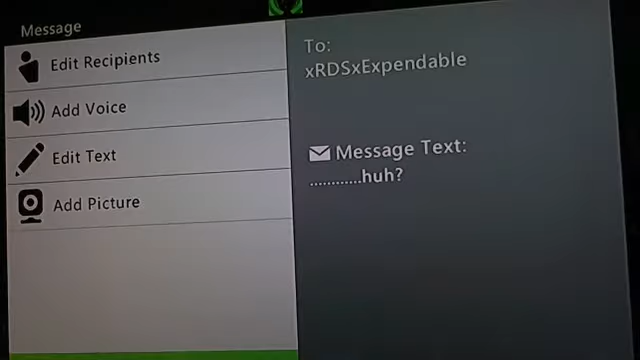 Message
Edit Recipients
Add Voice
Edit Text
Add Picture
To:
xRDSxExpendable
Message Text:
............huh?